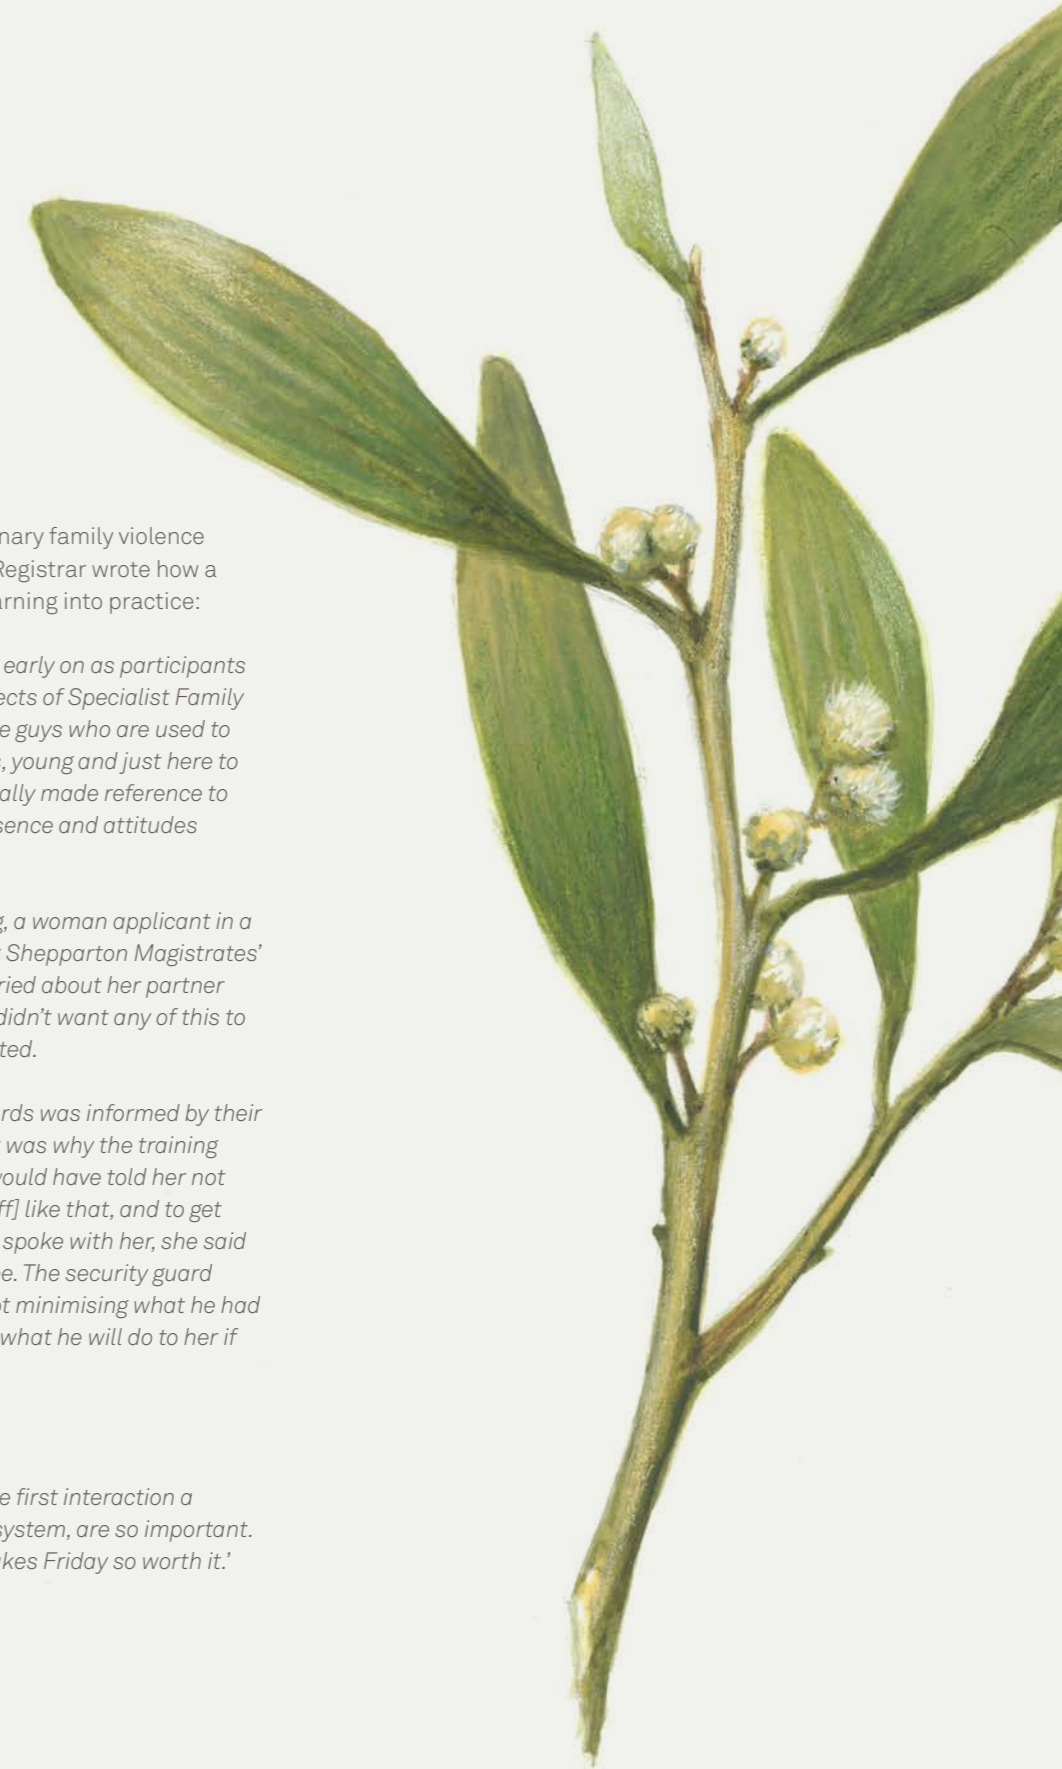 nary family violence
Registrar wrote how a
arning into practice:
early on as participants
ects of Specialist Family
e guys who are used to
, young and just here to
ally made reference to
sence and attitudes
g, a woman applicant in a
t Shepparton Magistrates’
ried about her partner
didn’t want any of this to
ted.
rds was informed by their
t was why the training
would have told her not
ff] like that, and to get
spoke with her, she said
e. The security guard
ot minimising what he had
what he will do to her if
e first interaction a
system, are so important.
akes Friday so worth it.’